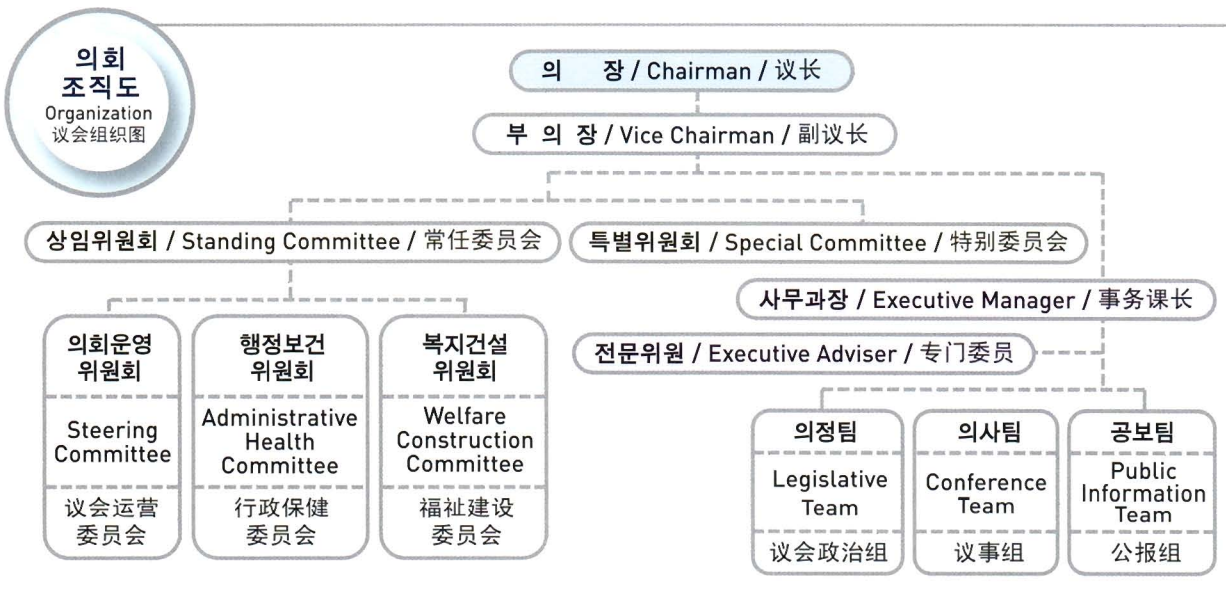 의회
조직도
Organization
议会组织图
의 장 / Chairman / 议长
부 의 장 / Vice Chairman / 副议长
상임위원회 / Standing Committee / 常任委员会
특별위원회 / Special Committee / 特别委员会
사무과장 / Executive Manager / 事务课长
전문위원 / Executive Adviser / 专门委员
의회운영
위원회
Steering
Committee
议会运营
委员会
행정보건
위원회
Administrative
Health
Committee
行政保健
委员会
복지건설
위원회
Welfare
Construction
Committee
福祉建设
委员会
의정팀
Legislative
Team
议会政治组
의사팀
Conference
Team
议事组
공보팀
Public
Information
Team
公报组